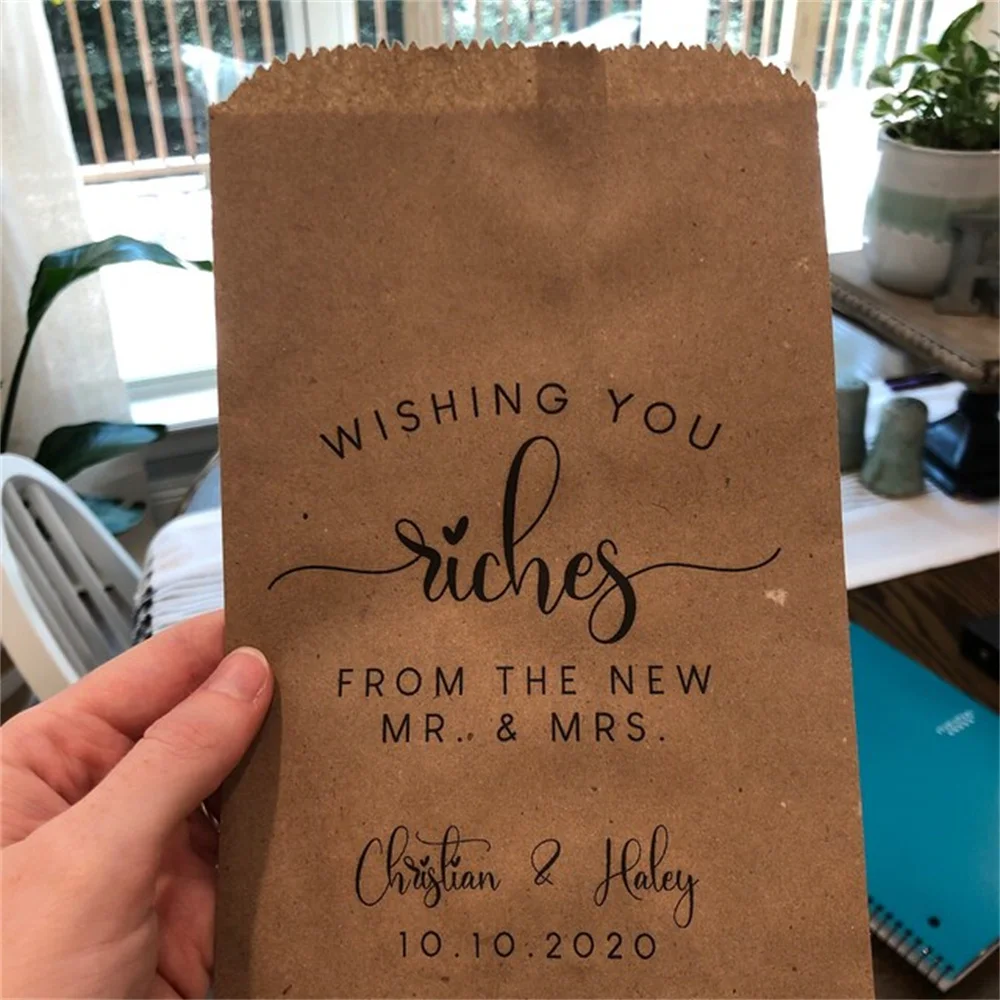 WISHING YOU
riches
FROM THE NEW
MR. & MRS.
Christian & Haley
10.10.2020